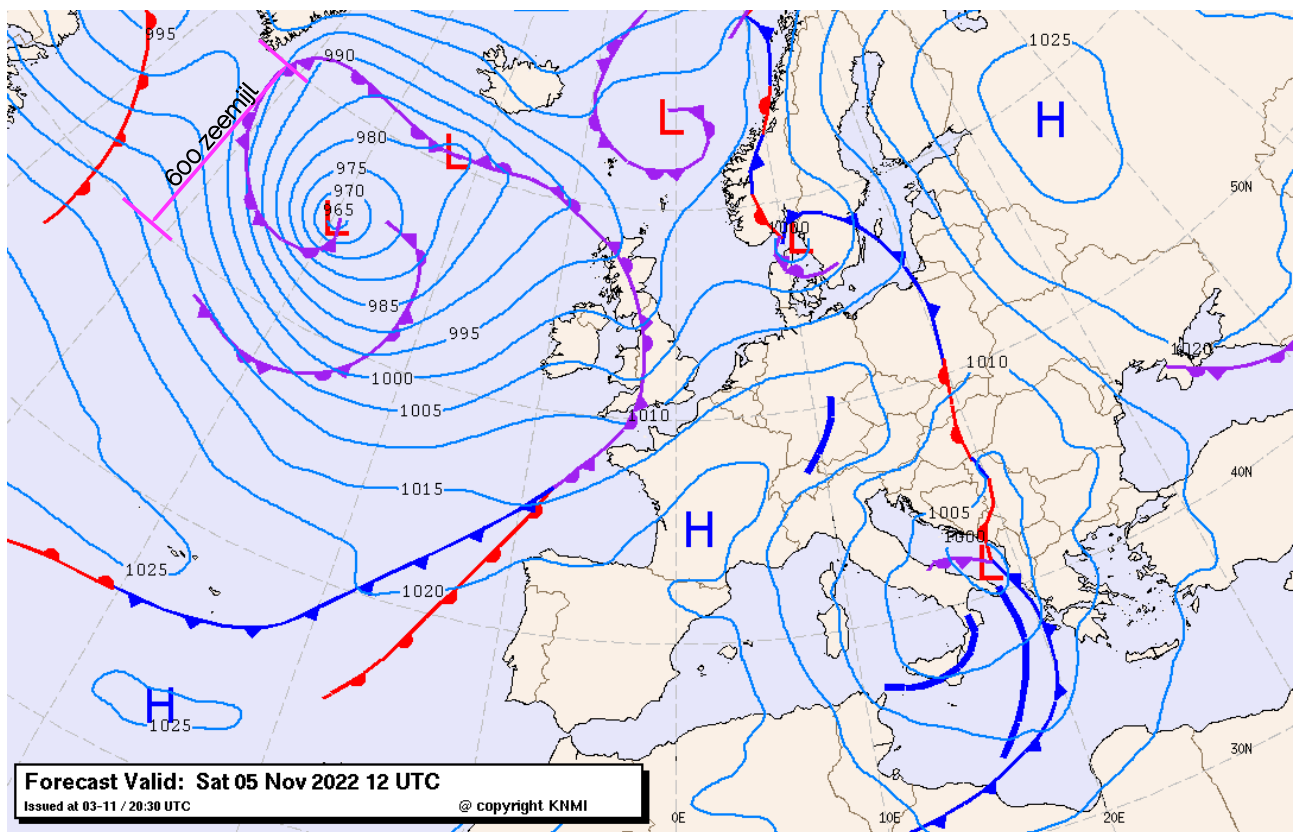 995
990
600 zeemijl
980
975
970
965
L
L
L
1025
H
50N
1000
L
985
995
1000
1005
1010
1020
1010
40N
1015
1005
1000
L
H
1025
1020
H
1025
30N
Forecast Valid: Sat 05 Nov 2022 12 UTC
Issued at 03-11 / 20:30 UTC
@ copyright KNMI
0E
10E
20E